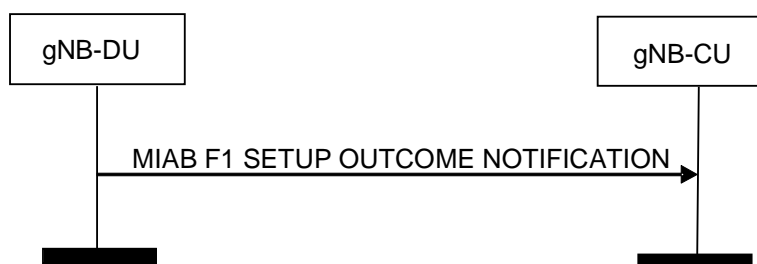 gNB-DU
gNB-CU
MIAB F1 SETUP OUTCOME NOTIFICATION